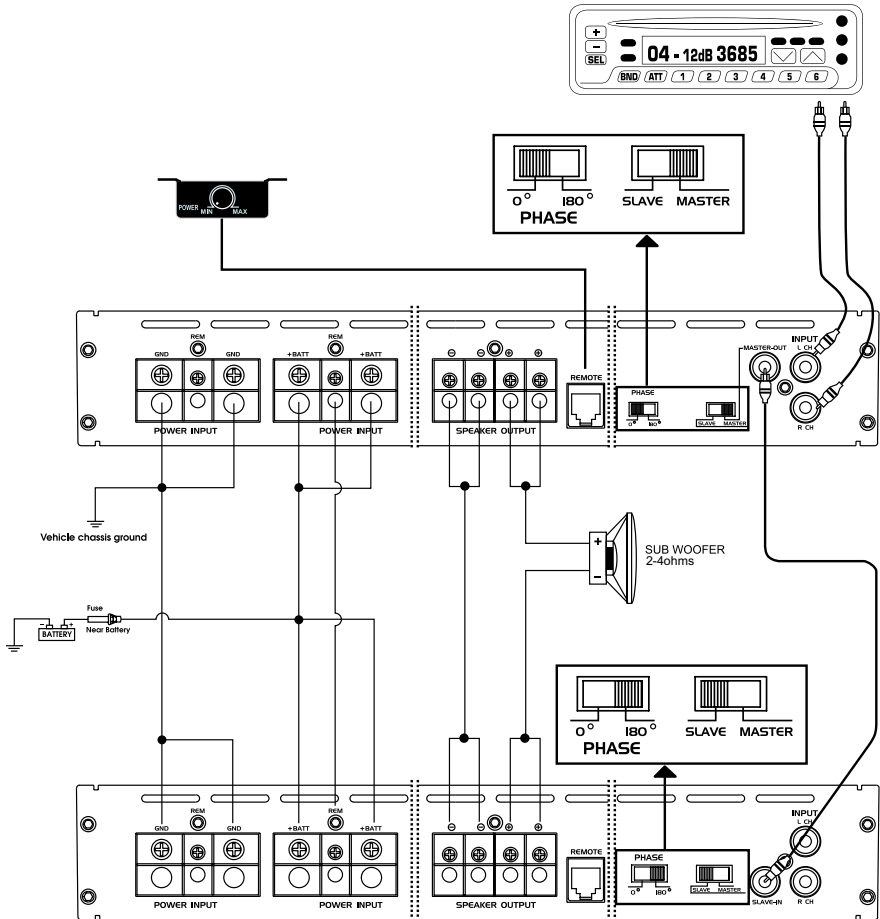 +
−
SEL
04 - 12dB 3685
BND ATT 1 2 3 4 5 6
POWER MIN MAX
0° 180°
PHASE
SLAVE MASTER
REM
GND GND
POWER INPUT
REM
+BATT +BATT
POWER INPUT
⊖ ⊖ ⊕ ⊕
SPEAKER OUTPUT
REMOTE
PHASE
0° 180°
SLAVE MASTER
MASTER-OUT
INPUT
L CH
R CH
Vehicle chassis ground
+
−
SUB WOOFER
2-4ohms
Fuse
Near Battery
- +
BATTERY
0° 180°
PHASE
SLAVE MASTER
REM
GND GND
POWER INPUT
REM
+BATT +BATT
POWER INPUT
⊖ ⊖ ⊕ ⊕
SPEAKER OUTPUT
REMOTE
PHASE
0° 180°
SLAVE MASTER
SLAVE-IN
INPUT
L CH
R CH